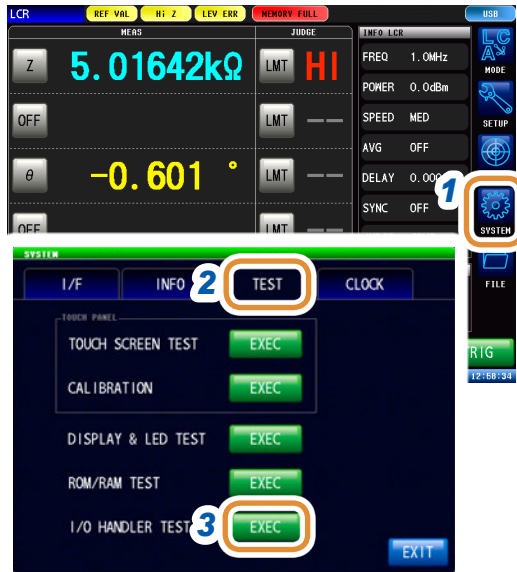 LCR REF VAL Hi Z LEV ERR MEMORY FULL USB
MEAS JUDGE INFO LCR
Z 5.01642kΩ LMT HI
FREQ 1.0MHz
LC
A
MODE
POWER 0.0dBm
OFF LMT -- SPEED MED
SETUP
AVG OFF
θ -0.601 ° LMT -- DELAY 0.000
1
SYNC OFF
SYSTEM
OFF LMT
SYSTEM
I/F INFO 2 TEST CLOCK
FILE
TOUCH PANEL
TOUCH SCREEN TEST EXEC
RIG
CALIBRATION EXEC
12:58:34
DISPLAY & LED TEST EXEC
ROM/RAM TEST EXEC
I/O HANDLER TEST 3 EXEC
EXIT